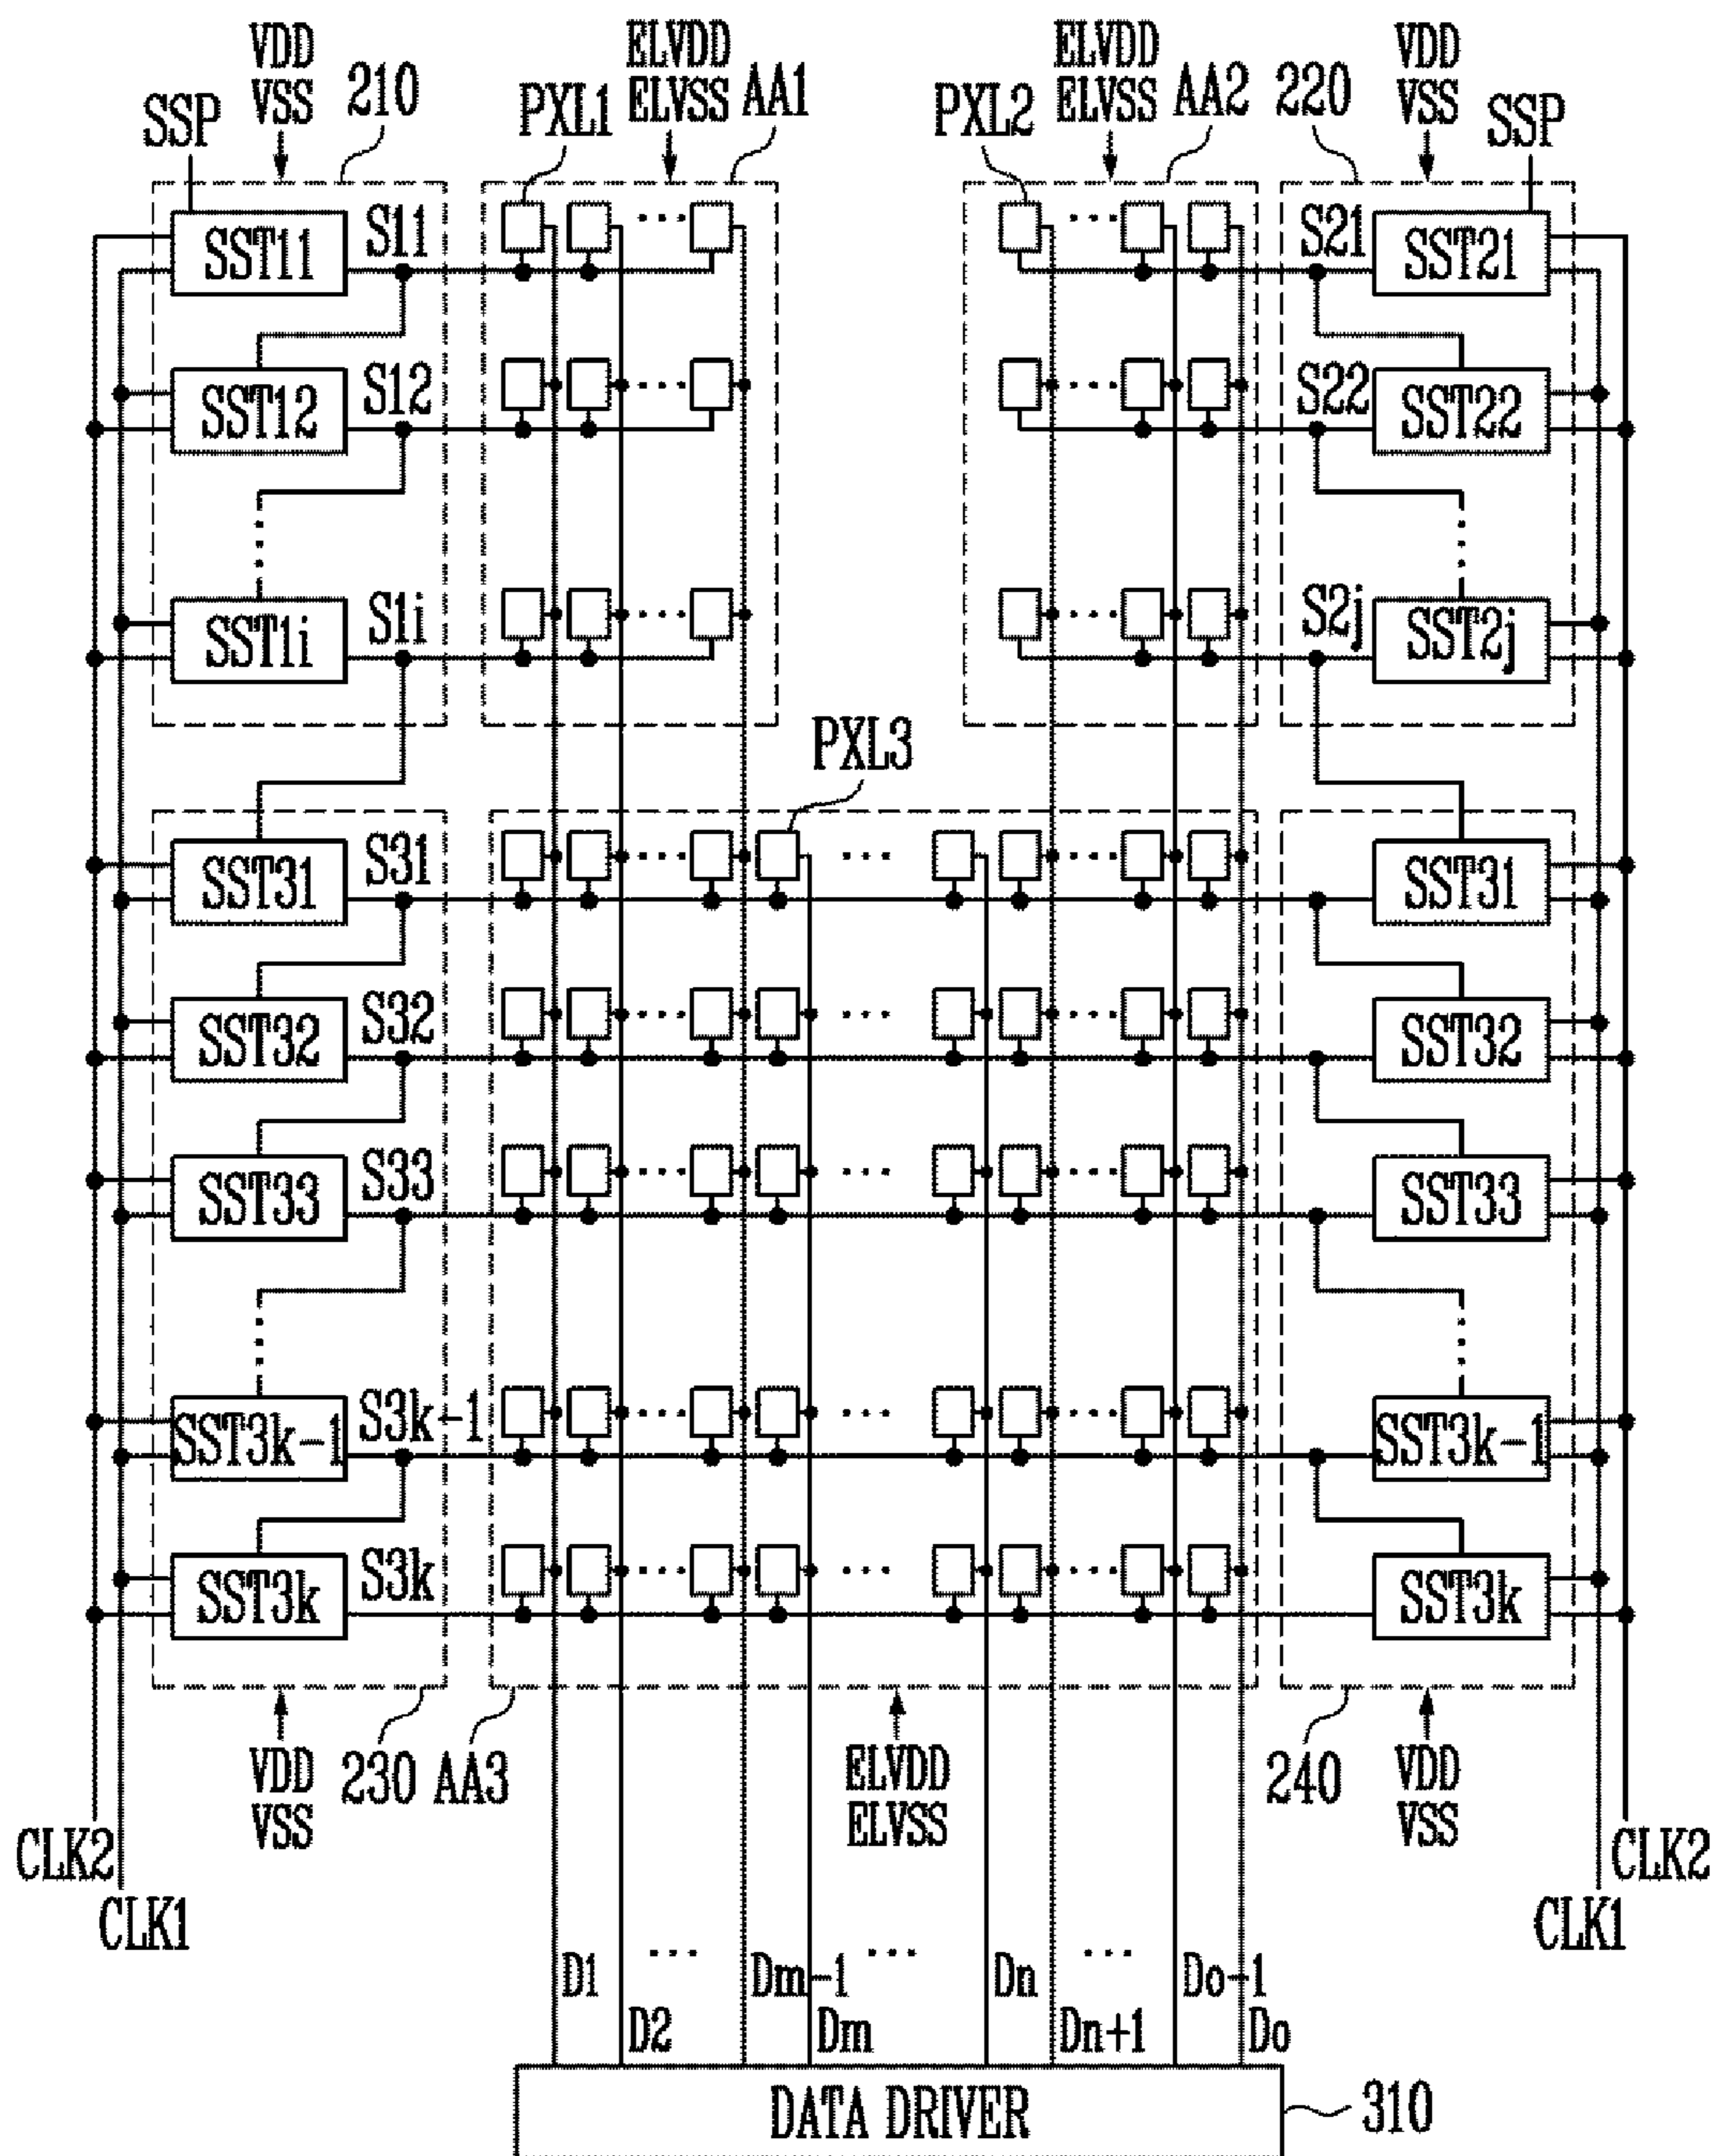 VDD
VSS
ELVDD
ELVSS
ELVDD
ELVSS
VDD
VSS
SSP
210
PXL1
AA1
PXL2
AA2
220
SSP
SST11
S11
S21
SST21
SST12
S12
S22
SST22
SST1i
S1i
S2j
SST2j
PXL3
SST31
S31
SST31
SST32
S32
SST32
SST33
S33
SST33
SST3k-1
S3k-1
SST3k-1
SST3k
S3k
SST3k
VDD
VSS
230
AA3
ELVDD
ELVSS
240
VDD
VSS
CLK2
CLK1
CLK2
CLK1
D1
Dm-1
Dn
Do-1
D2
Dm
Dn+1
Do
DATA DRIVER
310